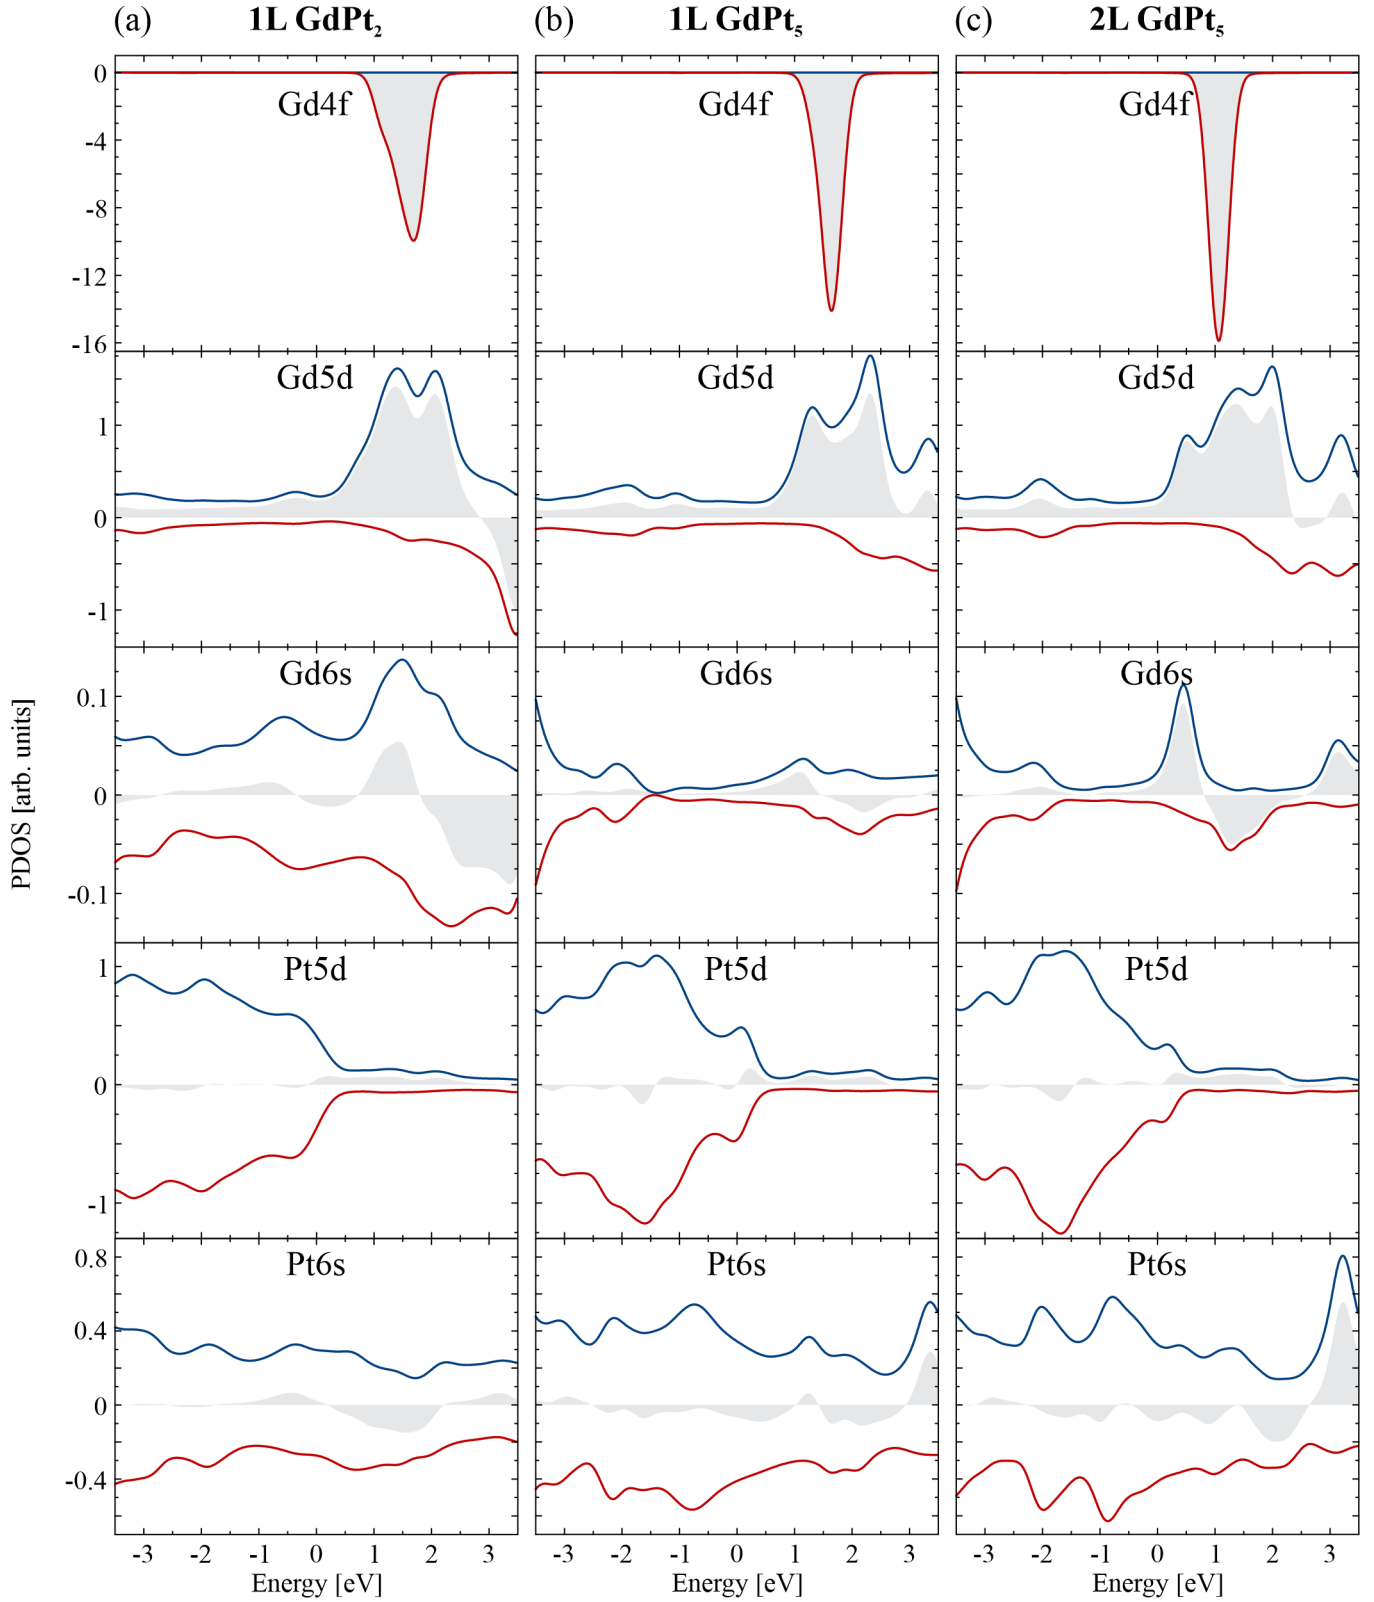 (a) 1L GdPt₂ (b) 1L GdPt₅ (c) 2L GdPt₅
0
-4
-8
-12
-16
Gd4f Gd4f Gd4f
1
0
-1
Gd5d Gd5d Gd5d
0.1
0
-0.1
Gd6s Gd6s Gd6s
PDOS [arb. units]
1
0
-1
Pt5d Pt5d Pt5d
0.8
0.4
0
-0.4
Pt6s Pt6s Pt6s
-3 -2 -1 0 1 2 3 -3 -2 -1 0 1 2 3 -3 -2 -1 0 1 2 3
Energy [eV] Energy [eV] Energy [eV]